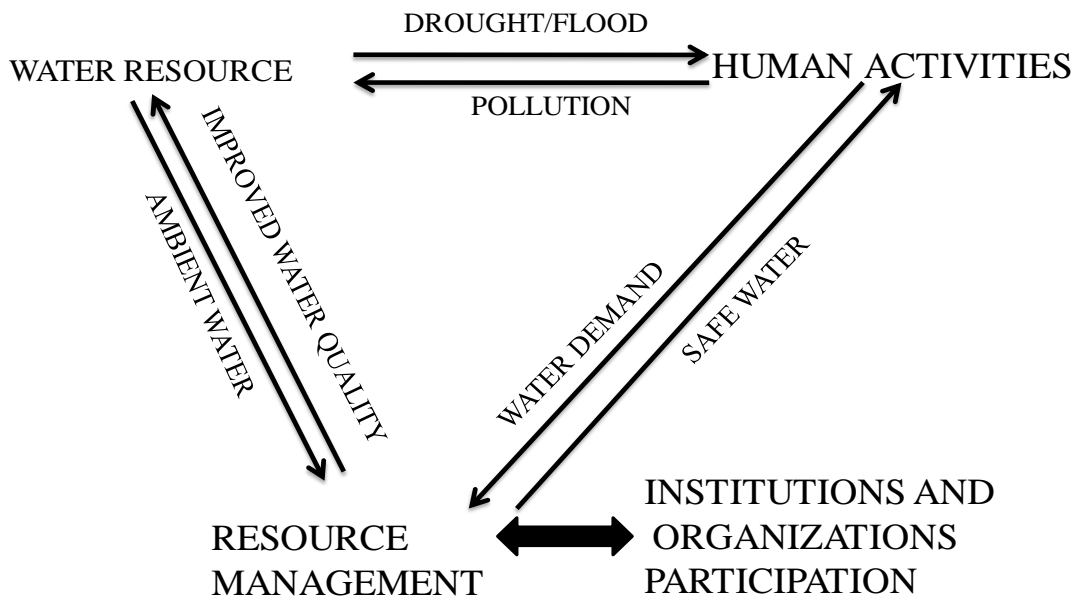 DROUGHT/FLOOD
WATER RESOURCE
HUMAN ACTIVITIES
POLLUTION
IMPROVED WATER QUALITY
AMBIENT WATER
WATER DEMAND
SAFE WATER
RESOURCE
MANAGEMENT
INSTITUTIONS AND
ORGANIZATIONS
PARTICIPATION